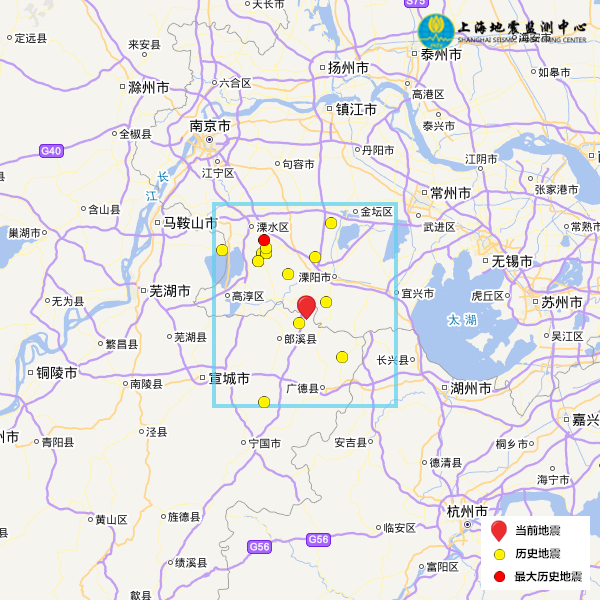 天长市
S75
定远县
来安县
上海地震监测中心
海安市
扬州市
泰州市
滁州市
六合区
如皋市
高港区
镇江市
泰兴市
南京市
全椒县
G40
丹阳市
江阴市
句容市
江宁区
长
江
张家港市
常州市
含山县
金坛区
马鞍山市
溧水区
武进区
常熟市
巢湖市
无锡市
溧阳市
芜湖市
高淳区
宜兴市
虎丘区
无为县
苏州市
太湖
芜湖县
郎溪县
吴江区
繁昌县
长兴县
铜陵市
宣城市
南陵县
广德县
湖州市
嘉兴
泾县
州市
青阳县
宁国市
安吉县
桐乡市
德清县
海宁市
杭州市
黄山区
旌德县
临安区
当前地震
G56
G56
历史地震
绩溪县
富阳区
最大历史地震
歙县